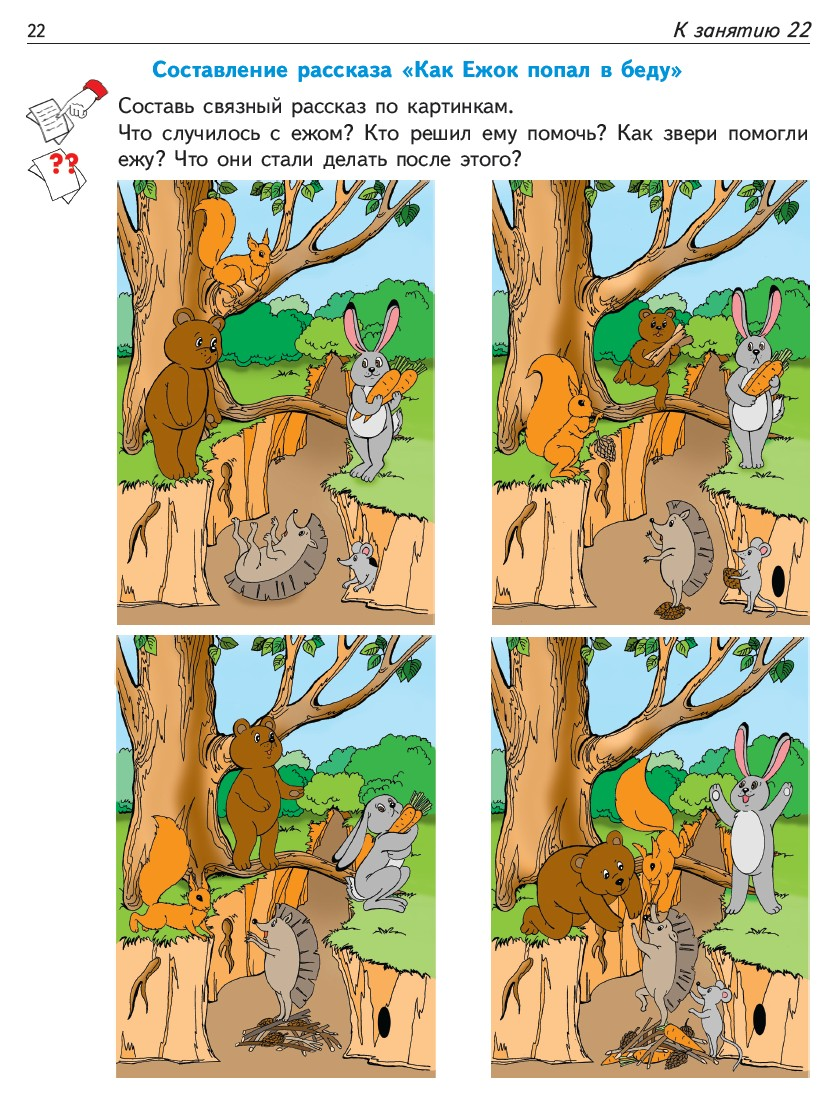 22
К занятию 22
Составление рассказа «Как Ежок попал в беду»
Составь связный рассказ по картинкам.
Что случилось с ежом? Кто решил ему помочь? Как звери помогли
ежу? Что они стали делать после этого?
??